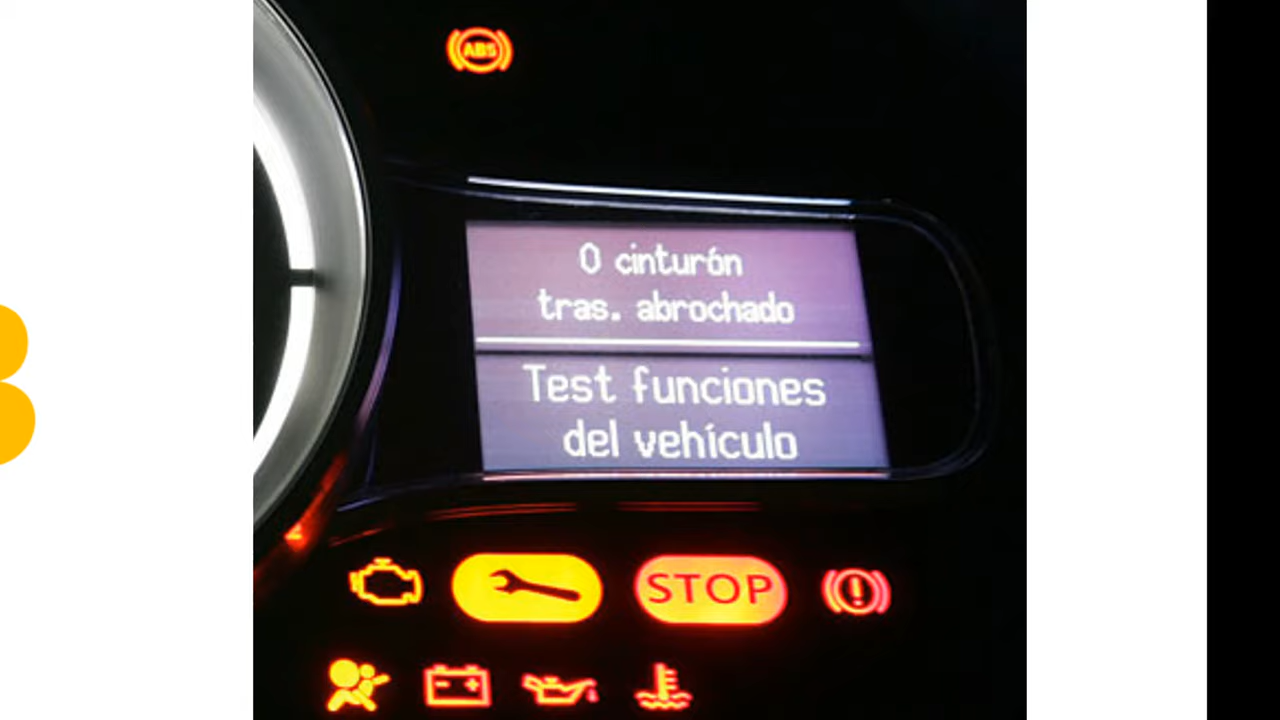 ABS
0 cinturón
tras. abrochado
Test funciones
del vehículo
STOP